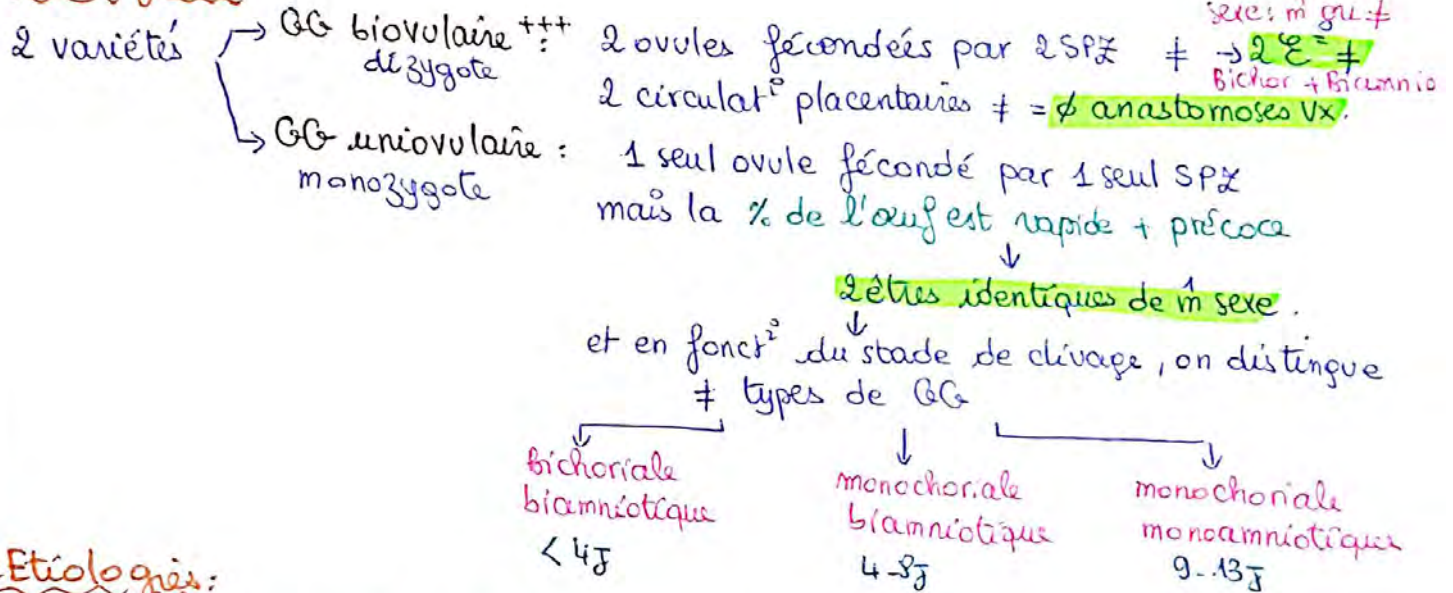 sexe: m̂ ou ≠
2 variétés → GG biovulaire +++ : 2 ovules fécondées par 2 SPZ ≠ → 2 Ɛ = ≠
dizygote
Bichor + Biamnio
2 circulat° placentaires ≠ = ∅ anastomoses Vx.
→ GG uniovulaire : 1 seul ovule fécondé par 1 seul SPZ
monozygote
mais la % de l'œuf est rapide + précoce
↓
2 êtres identiques de m̂ sexe.
↓
et en fonct° du stade de clivage, on distingue
≠ types de GG
bichoriale monochoriale monochoriale
biamniotique biamniotique monoamniotique
< 4J 4-8J 9-13J
Etiologies: